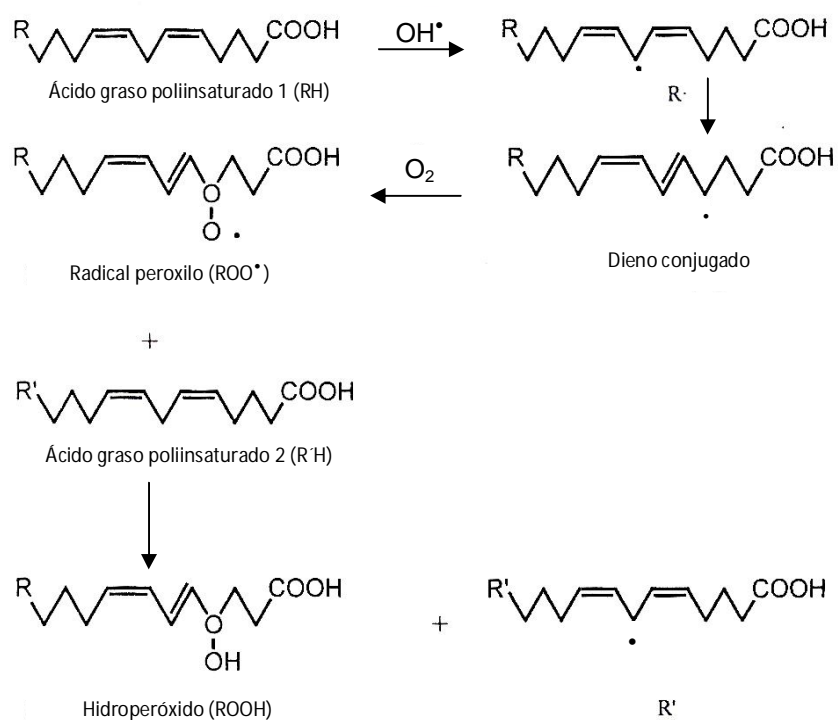 R COOH OH• R COOH
Ácido graso poliinsaturado 1 (RH) R·
R COOH O₂ R COOH
O
O •
Radical peroxilo (ROO•) Dieno conjugado
+
R' COOH
Ácido graso poliinsaturado 2 (R´H)
R COOH + R' COOH
O
OH
Hidroperóxido (ROOH) R'